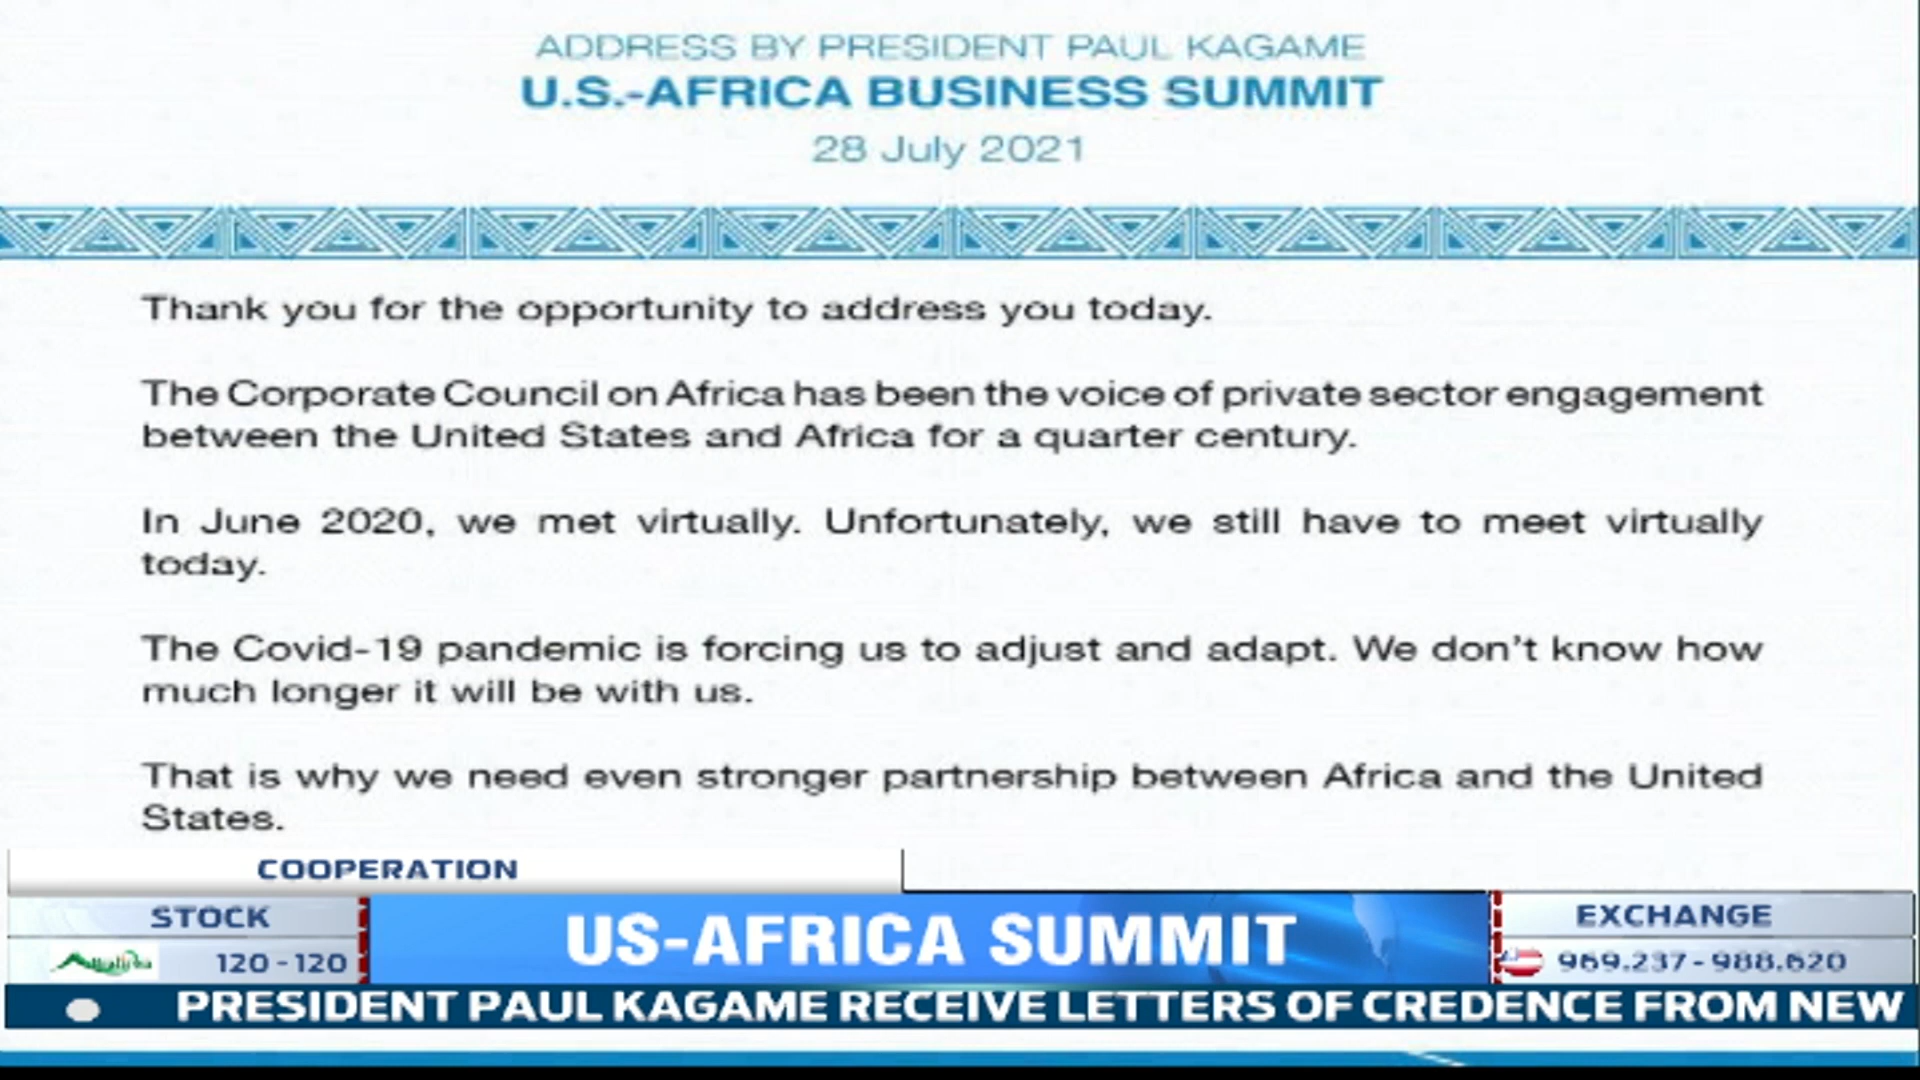 ADDRESS BY PRESIDENT PAUL KAGAME
U.S.-AFRICA BUSINESS SUMMIT
28 July 2021
Thank you for the opportunity to address you today.
The Corporate Council on Africa has been the voice of private sector engagement
between the United States and Africa for a quarter century.
In June 2020, we met virtually. Unfortunately, we still have to meet virtually
today.
The Covid-19 pandemic is forcing us to adjust and adapt. We don't know how
much longer it will be with us.
That is why we need even stronger partnership between Africa and the United
States.
COOPERATION
STOCK
120 - 120
US-AFRICA SUMMIT
EXCHANGE
969.237 - 988.620
PRESIDENT PAUL KAGAME RECEIVE LETTERS OF CREDENCE FROM NEW